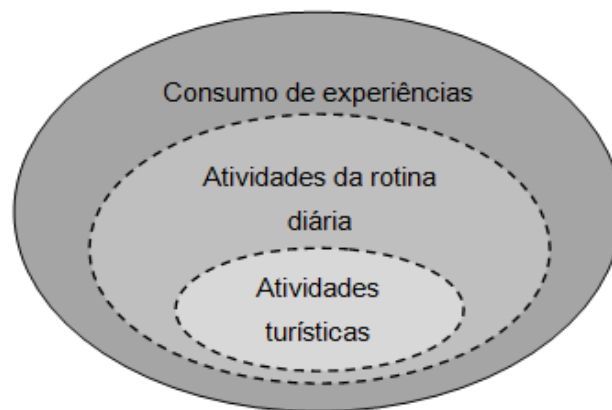 Consumo de experiências
Atividades da rotina
diária
Atividades
turísticas